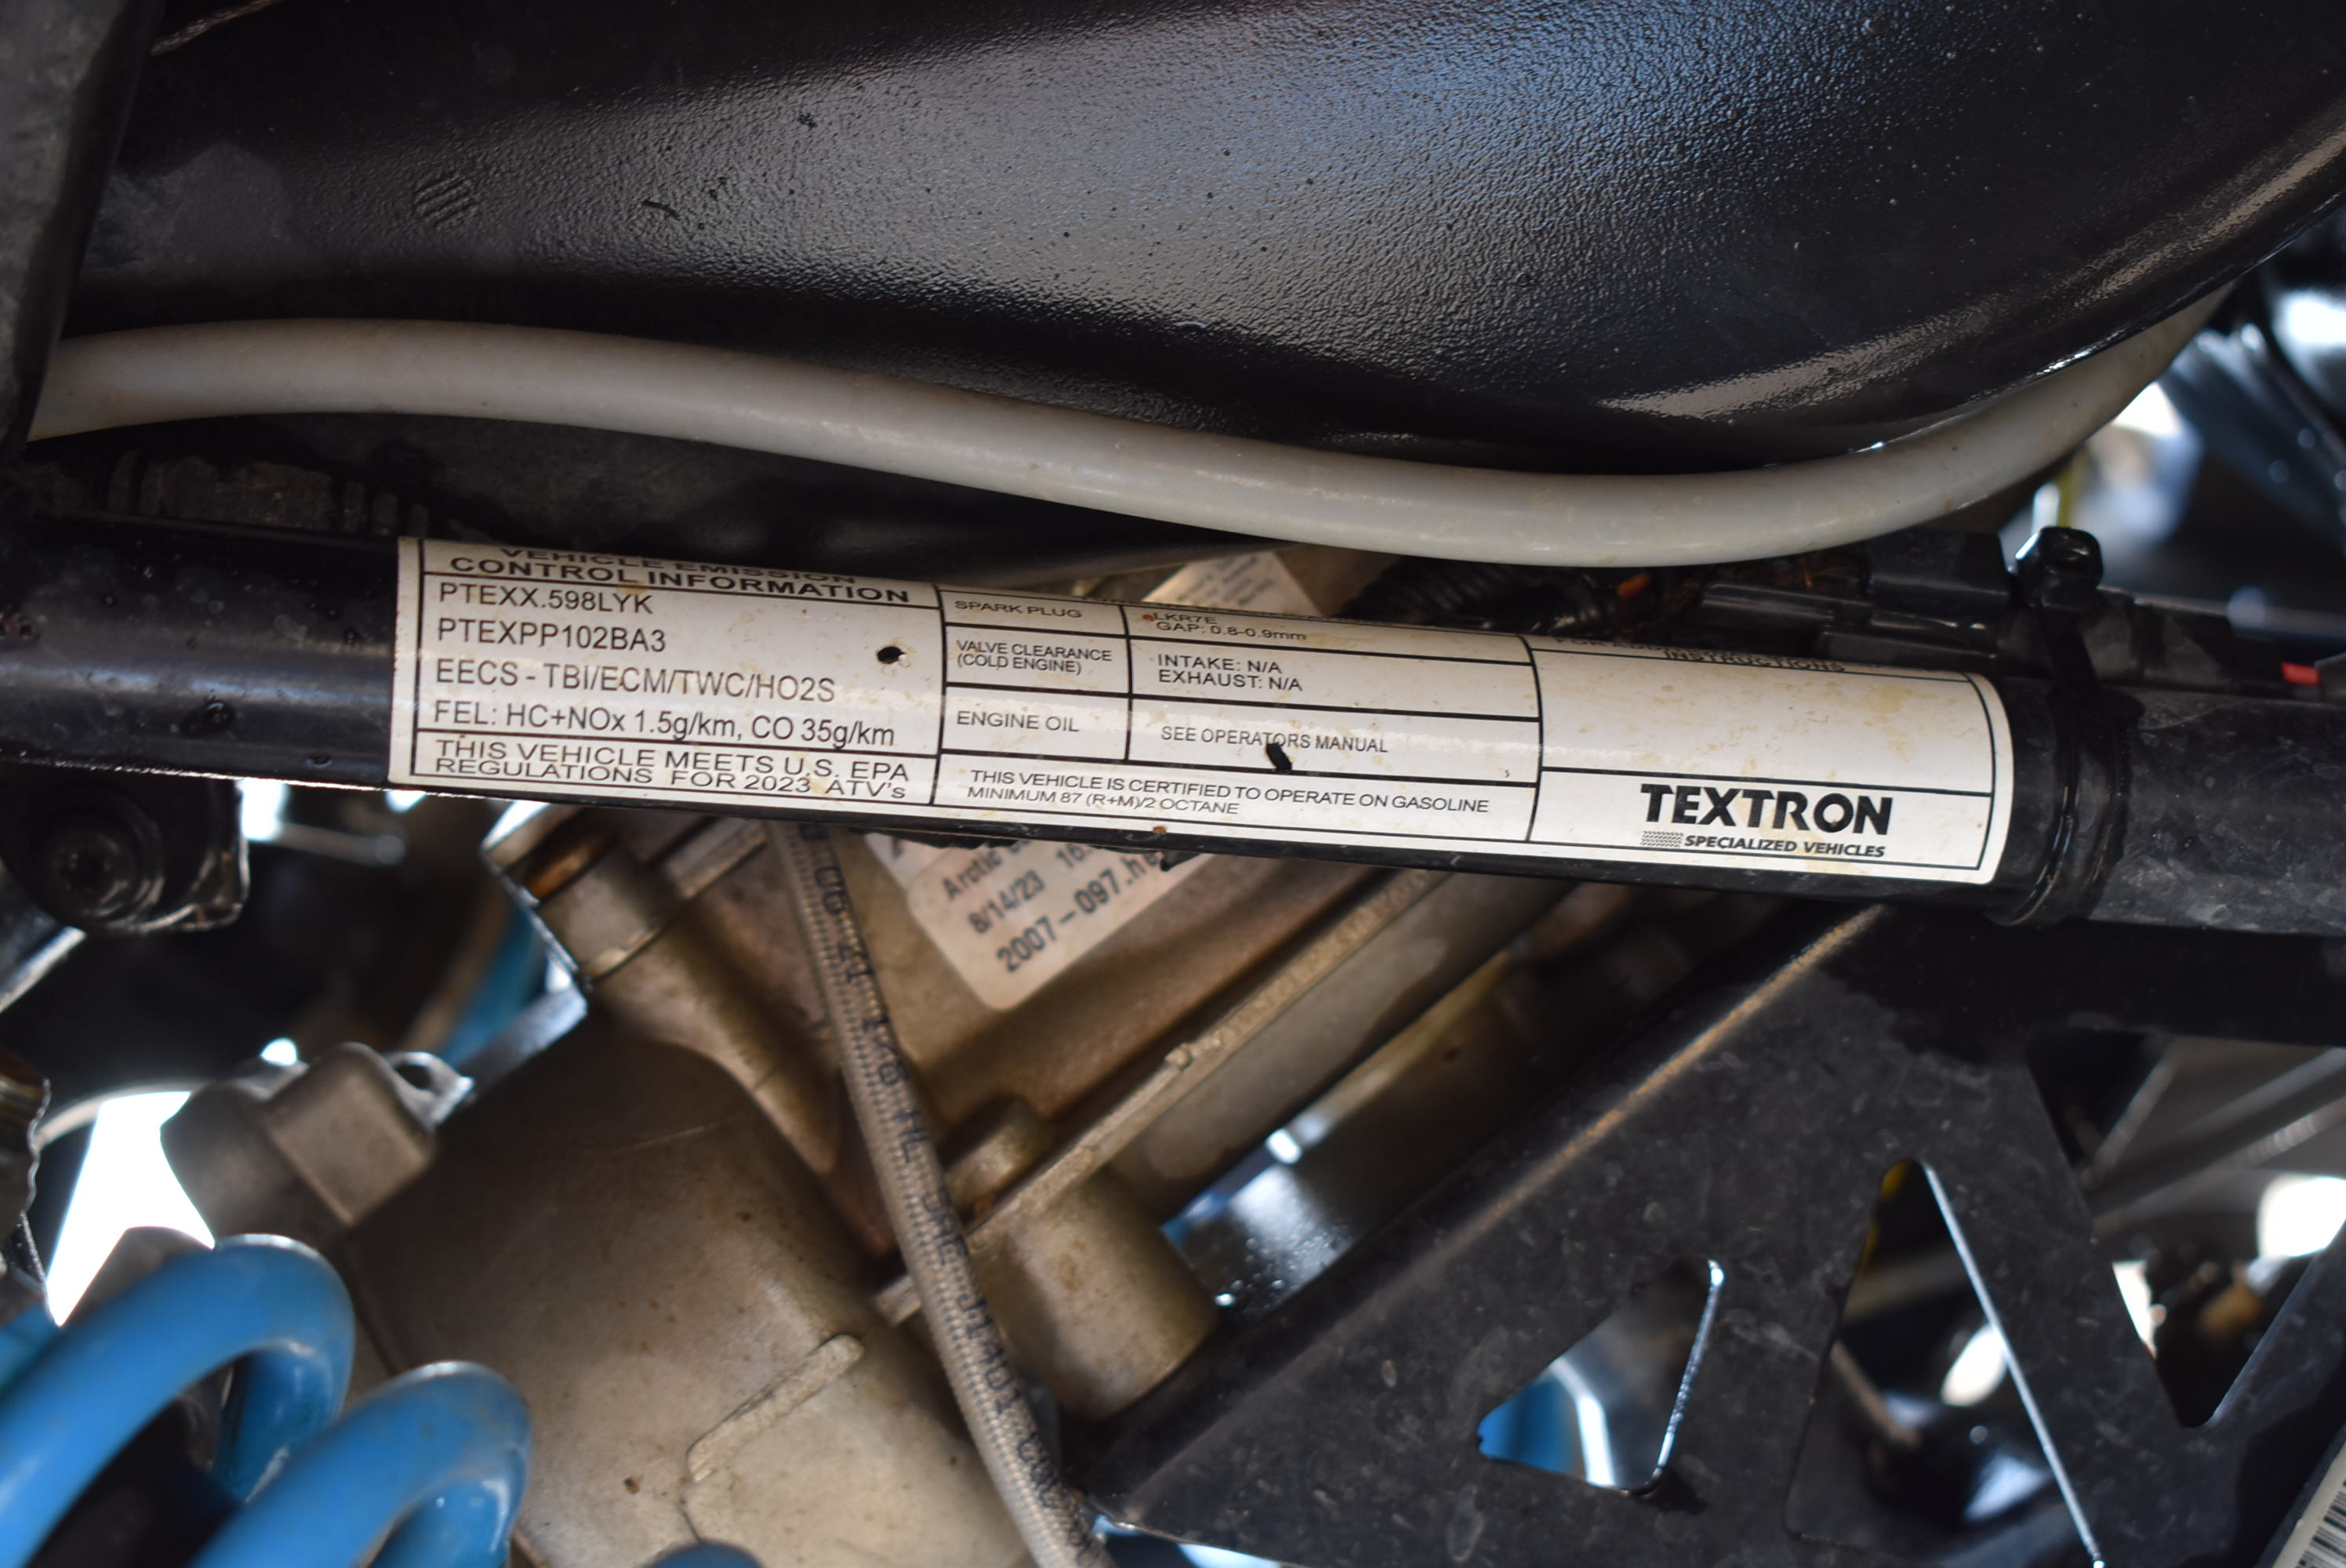 VEHICLE EMISSION
CONTROL INFORMATION
PTEXX.598LYK
PTEXPP102BA3
EECS - TBI/ECM/TWC/HO2S
FEL: HC+NOx 1.5g/km, CO 35g/km
THIS VEHICLE MEETS U.S. EPA
REGULATIONS FOR 2023 ATV's
SPARK PLUG
LKR7E
GAP: 0.8-0.9mm
VALVE CLEARANCE
(COLD ENGINE)
INTAKE: N/A
EXHAUST: N/A
ENGINE OIL
SEE OPERATORS MANUAL
THIS VEHICLE IS CERTIFIED TO OPERATE ON GASOLINE
MINIMUM 87 (R+M)/2 OCTANE
INSTRUCTIONS
TEXTRON
SPECIALIZED VEHICLES
Arctic
8/14/23 16
2007-097.he